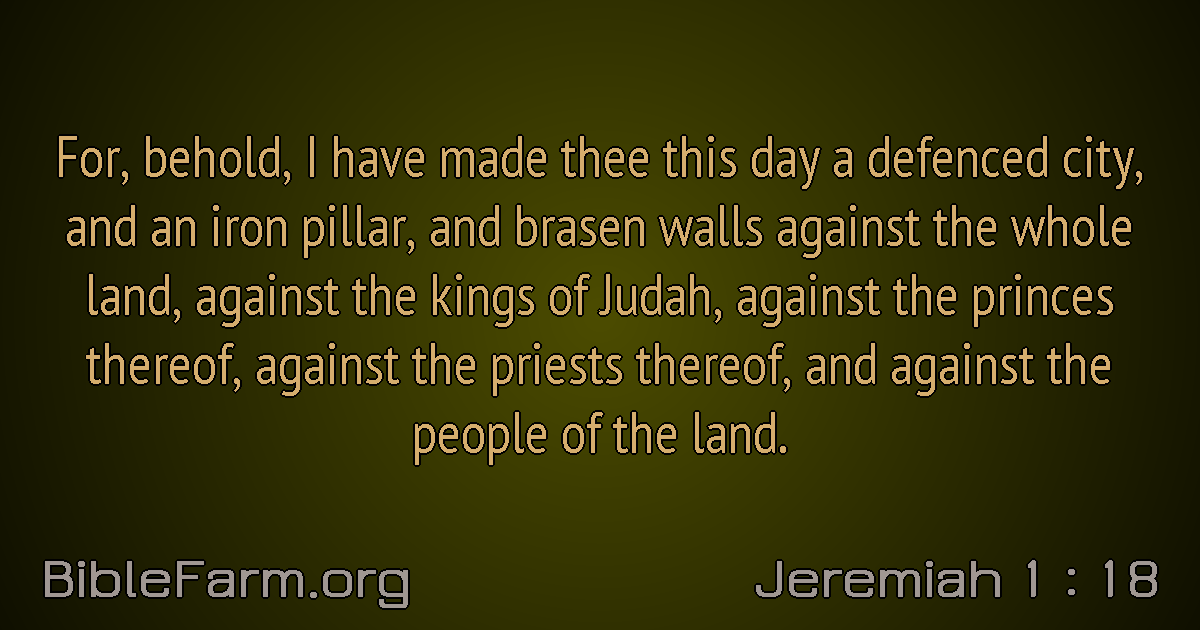 For, behold, I have made thee this day a defenced city,
and an iron pillar, and brasen walls against the whole
land, against the kings of Judah, against the princes
thereof, against the priests thereof, and against the
people of the land.
BibleFarm.org
Jeremiah 1 : 18